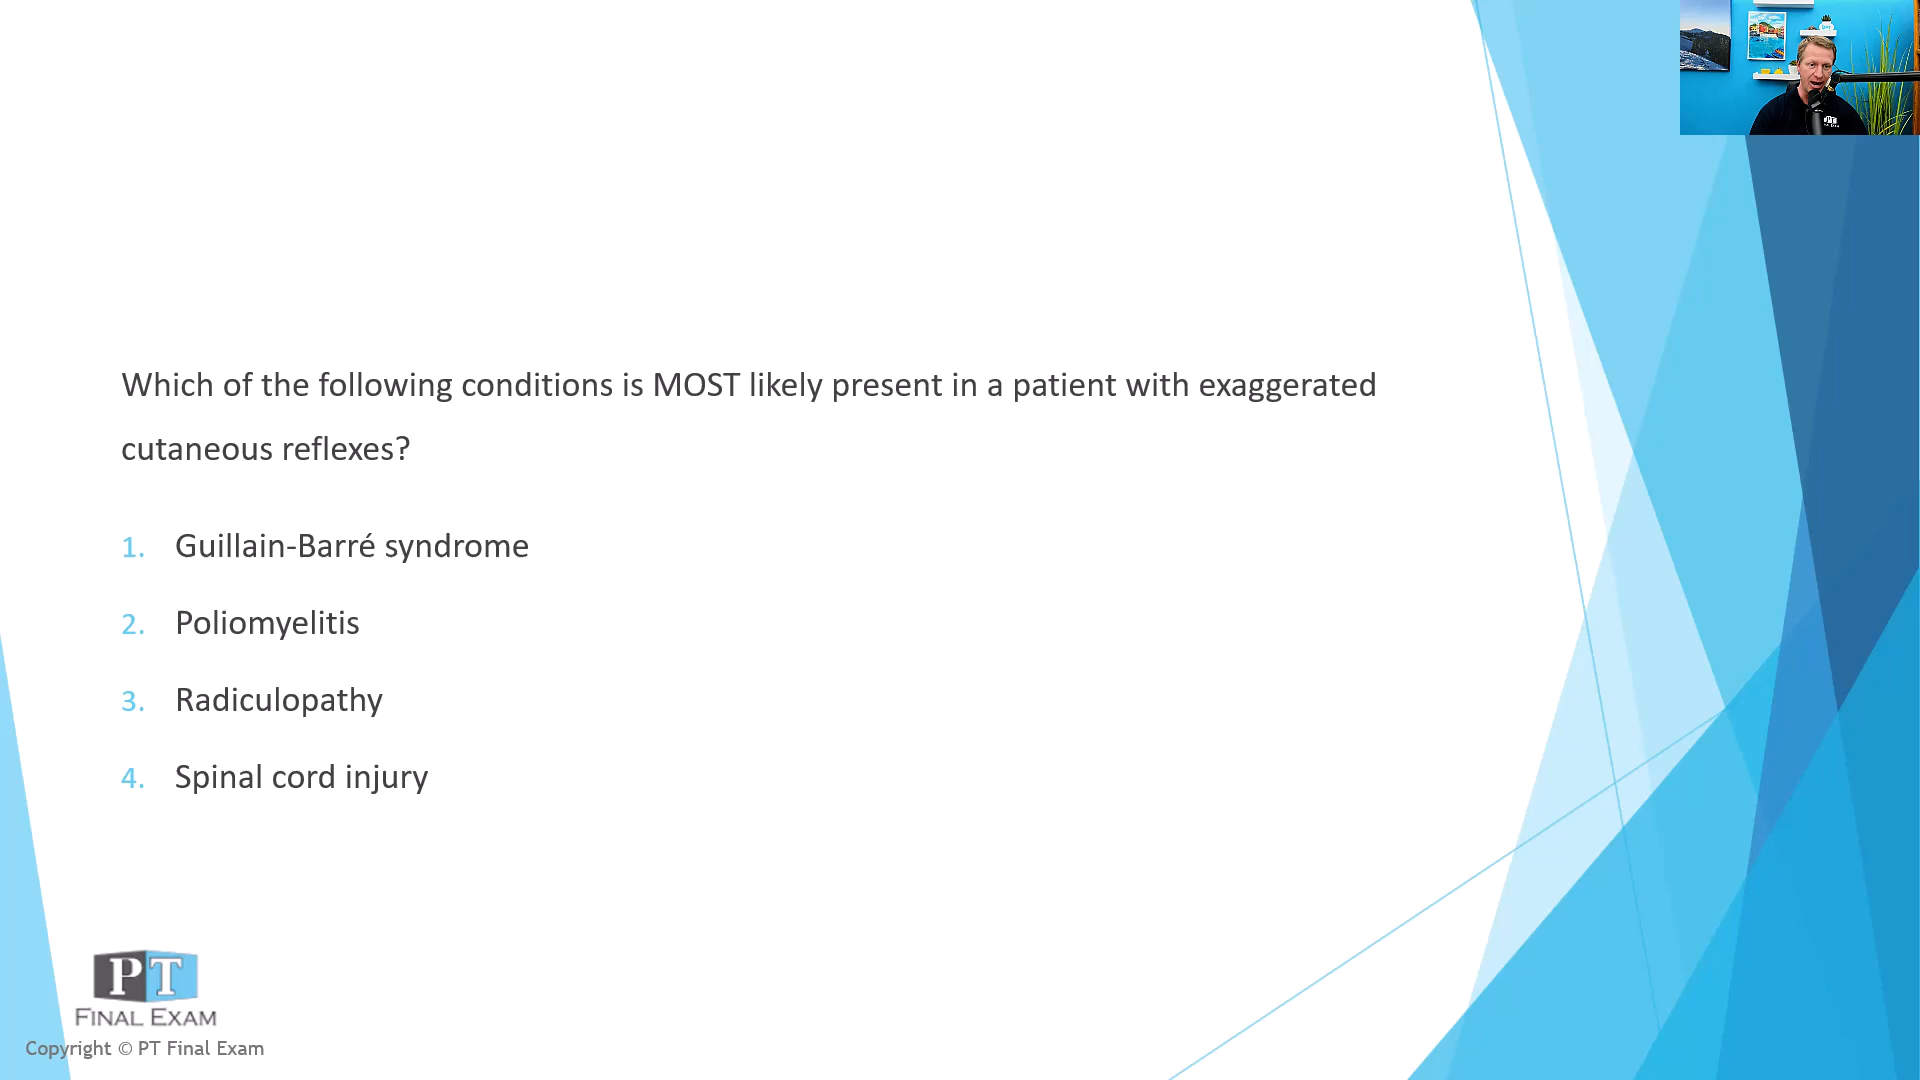 Which of the following conditions is MOST likely present in a patient with exaggerated
cutaneous reflexes?
1. Guillain-Barré syndrome
2. Poliomyelitis
3. Radiculopathy
4. Spinal cord injury
PT
FINAL EXAM
Copyright © PT Final Exam